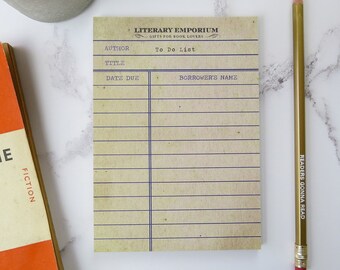 LITERARY EMPORIUM
GIFTS FOR BOOK LOVERS
AUTHOR To Do List
TITLE
DATE DUE BORROWER'S NAME
FICTION
READERS GONNA READ